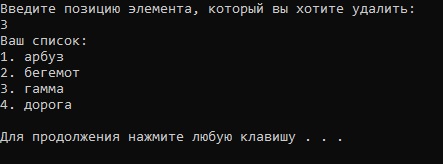 Введите позицию элемента, который вы хотите удалить:
3
Ваш список:
1. арбуз
2. бегемот
3. гамма
4. дорога
Для продолжения нажмите любую клавишу . . .